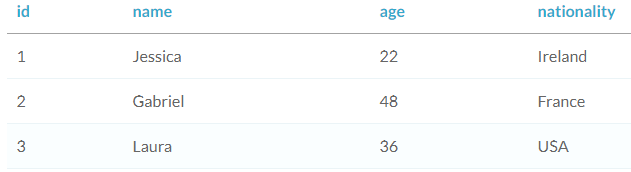 id name age nationality
1 Jessica 22 Ireland
2 Gabriel 48 France
3 Laura 36 USA